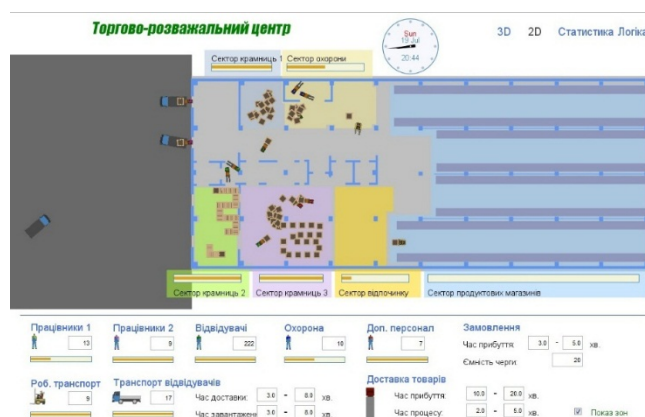 Торгово-розважальний центр
Sun
19 Jul
20:44
3D 2D Статистика Логіка
Сектор крамниць 1 Сектор охорони
Сектор крамниць 2 Сектор крамниць 3 Сектор відпочинку Сектор продуктових магазинів
Працівники 1 Працівники 2 Відвідувачі Охорона Доп. персонал Замовлення
13 9 222 10 7
Час прибуття: 3.0 - 5.0 хв.
Ємність черги: 20
Роб. транспорт Транспорт відвідувачів Доставка товарів
9 17
Час доставки: 3.0 - 8.0 хв. Час прибуття: 10.0 - 20.0 хв.
Час завантажен 3.0 - 8.0 хв. Час процесу: 2.0 - 5.0 хв. Показ зон